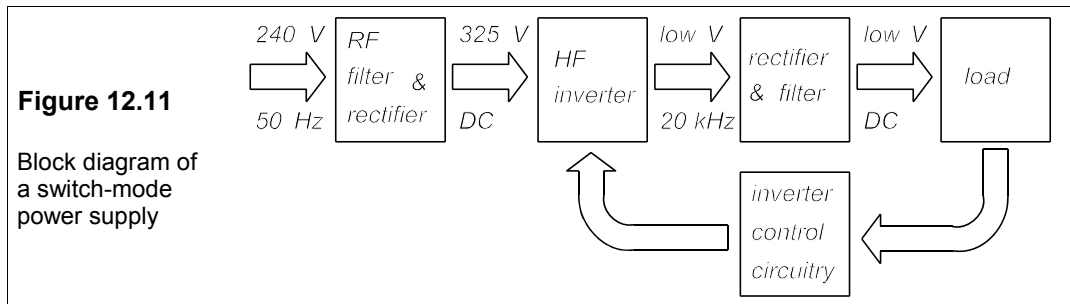 Figure 12.11
Block diagram of
a switch-mode
power supply
240 V
50 Hz
RF
filter &
rectifier
325 V
DC
HF
inverter
low V
20 kHz
rectifier
& filter
low V
DC
load
inverter
control
circuitry